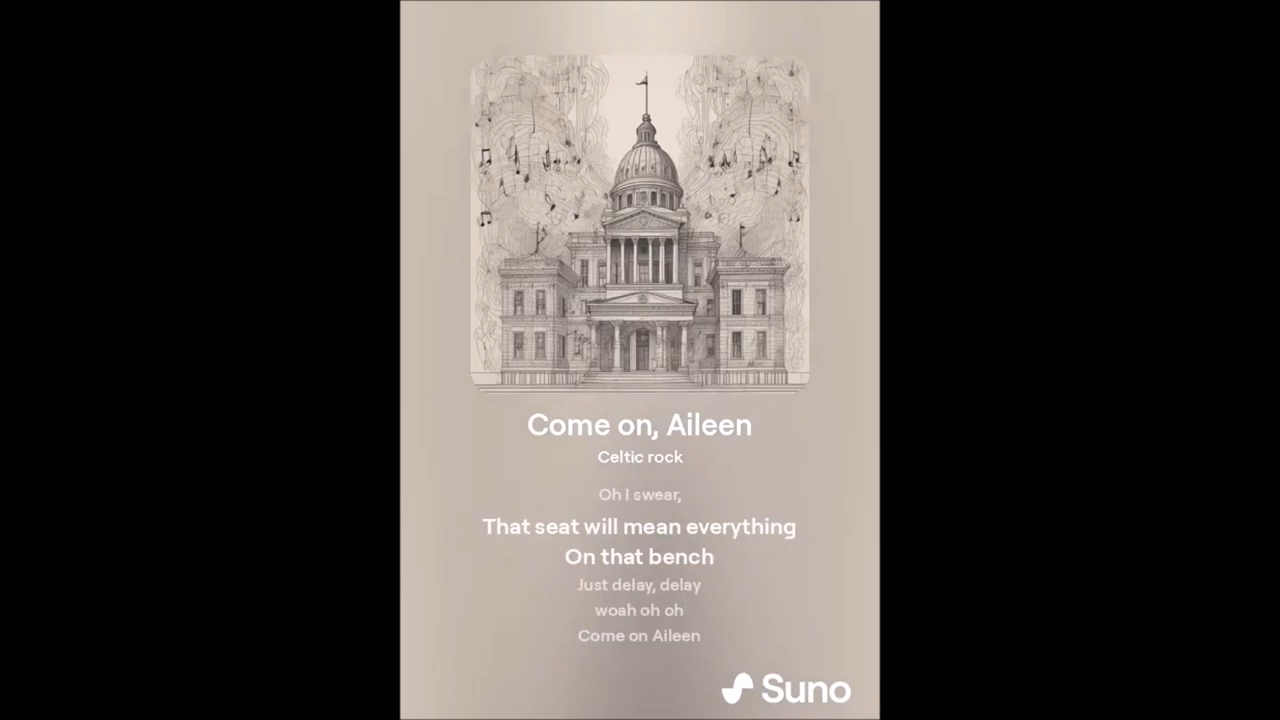 Come on, Aileen
Celtic rock
Oh I swear,
That seat will mean everything
On that bench
Just delay, delay
woah oh oh
Come on Aileen
Suno